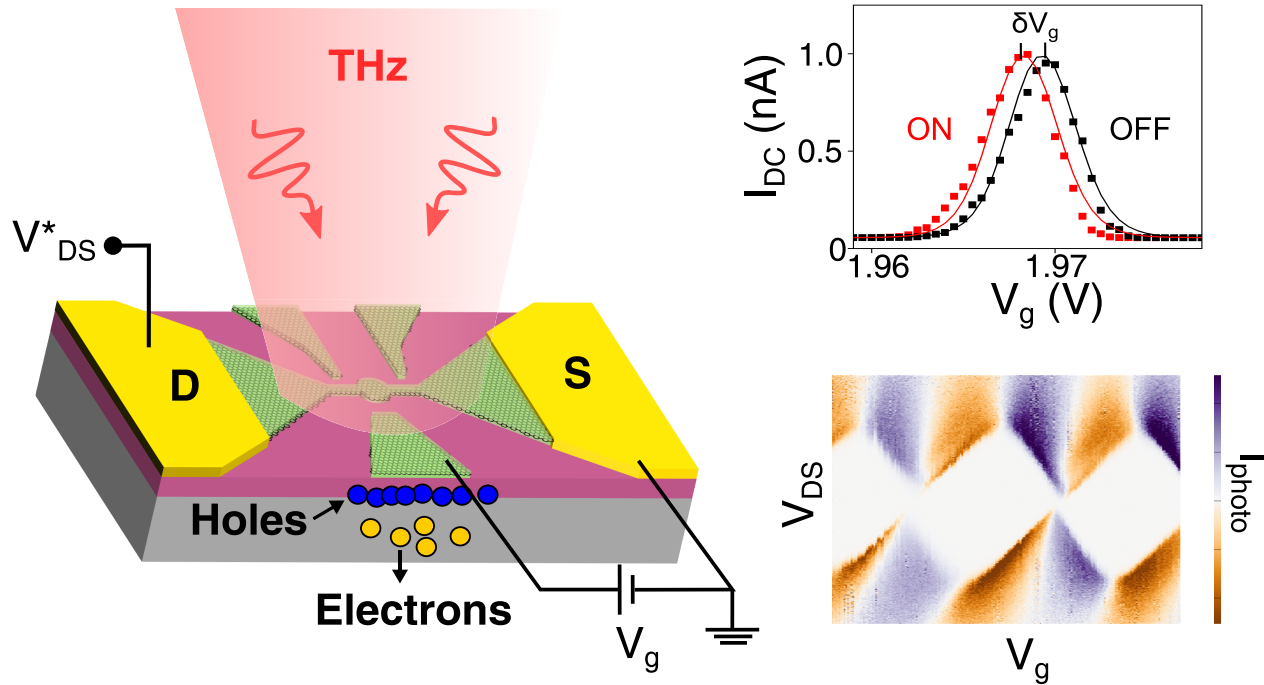 THz
V*DS
D
S
Holes
Electrons
Vg
δVg
ON
OFF
IDC (nA)
1.0
0.5
0
1.96
1.97
Vg (V)
VDS
Vg
Iphoto